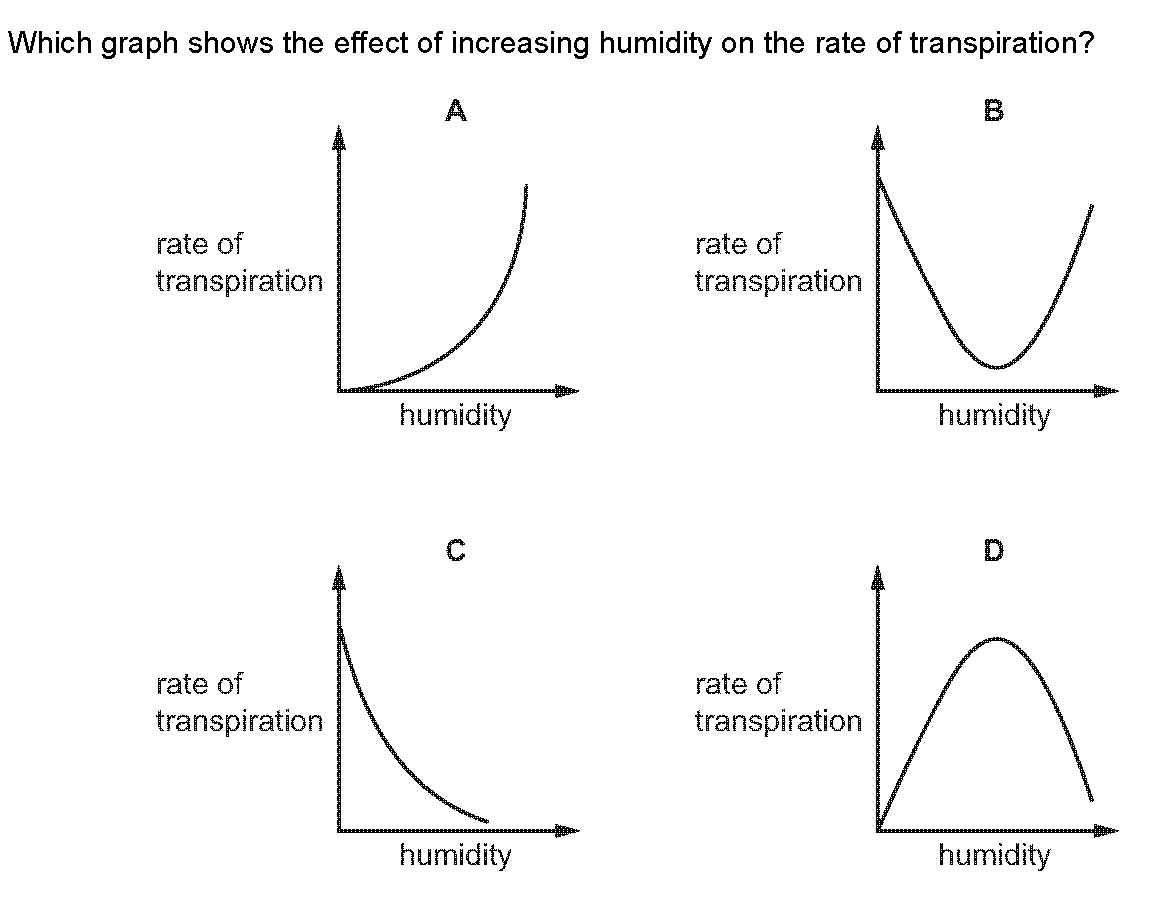 Which graph shows the effect of increasing humidity on the rate of transpiration?
A
rate of
transpiration
humidity
B
rate of
transpiration
humidity
C
rate of
transpiration
humidity
D
rate of
transpiration
humidity